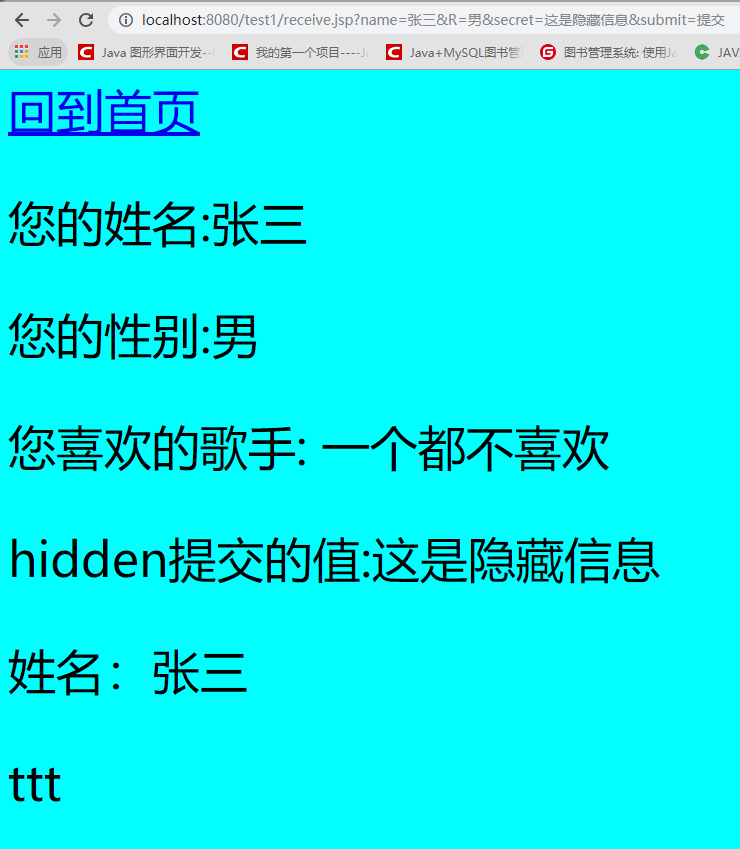 localhost:8080/test1/receive.jsp?name=张三&R=男&secret=这是隐藏信息&submit=提交
应用 Java 图形界面开发-- 我的第一个项目----J Java+MySQL图书管 图书管理系统: 使用Ja JAV
回到首页
您的姓名:张三
您的性别:男
您喜欢的歌手: 一个都不喜欢
hidden提交的值:这是隐藏信息
姓名：张三
ttt